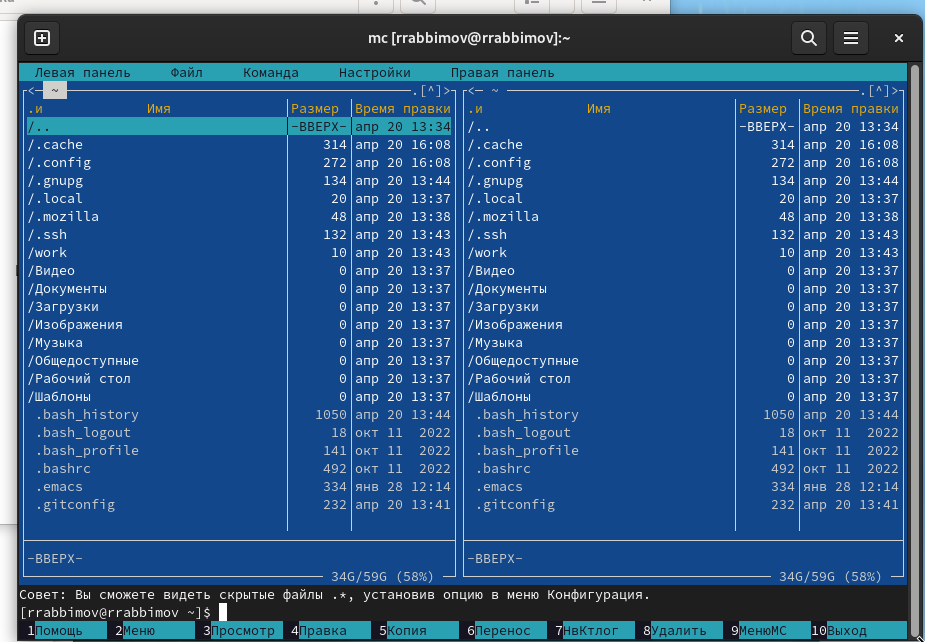 mc [rrabbimov@rrabbimov]:~
Левая панель Файл Команда Настройки Правая панель
<─ ~ .[^]> <─ ~ .[^]>
.и Имя Размер Время правки .и Имя Размер Время правки
/.. -ВВЕРХ- апр 20 13:34 /.. -ВВЕРХ- апр 20 13:34
/.cache 314 апр 20 16:08 /.cache 314 апр 20 16:08
/.config 272 апр 20 16:08 /.config 272 апр 20 16:08
/.gnupg 134 апр 20 13:44 /.gnupg 134 апр 20 13:44
/.local 20 апр 20 13:37 /.local 20 апр 20 13:37
/.mozilla 48 апр 20 13:38 /.mozilla 48 апр 20 13:38
/.ssh 132 апр 20 13:43 /.ssh 132 апр 20 13:43
/work 10 апр 20 13:43 /work 10 апр 20 13:43
/Видео 0 апр 20 13:37 /Видео 0 апр 20 13:37
/Документы 0 апр 20 13:37 /Документы 0 апр 20 13:37
/Загрузки 0 апр 20 13:37 /Загрузки 0 апр 20 13:37
/Изображения 0 апр 20 13:37 /Изображения 0 апр 20 13:37
/Музыка 0 апр 20 13:37 /Музыка 0 апр 20 13:37
/Общедоступные 0 апр 20 13:37 /Общедоступные 0 апр 20 13:37
/Рабочий стол 0 апр 20 13:37 /Рабочий стол 0 апр 20 13:37
/Шаблоны 0 апр 20 13:37 /Шаблоны 0 апр 20 13:37
.bash_history 1050 апр 20 13:44 .bash_history 1050 апр 20 13:44
.bash_logout 18 окт 11 2022 .bash_logout 18 окт 11 2022
.bash_profile 141 окт 11 2022 .bash_profile 141 окт 11 2022
.bashrc 492 окт 11 2022 .bashrc 492 окт 11 2022
.emacs 334 янв 28 12:14 .emacs 334 янв 28 12:14
.gitconfig 232 апр 20 13:41 .gitconfig 232 апр 20 13:41
-ВВЕРХ- -ВВЕРХ-
34G/59G (58%) 34G/59G (58%)
Совет: Вы сможете видеть скрытые файлы .*, установив опцию в меню Конфигурация.
[rrabbimov@rrabbimov ~]$
1Помощь 2Меню 3Просмотр 4Правка 5Копия 6Перенос 7НвКтлог 8Удалить 9МенюМС 10Выход